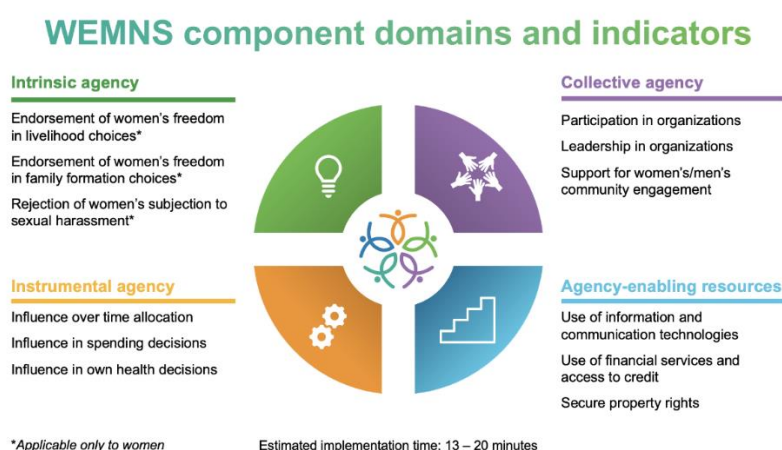 WEMNS component domains and indicators
Intrinsic agency
Endorsement of women's freedom
in livelihood choices*
Endorsement of women's freedom
in family formation choices*
Rejection of women's subjection to
sexual harassment*
Collective agency
Participation in organizations
Leadership in organizations
Support for women's/men's
community engagement
Instrumental agency
Influence over time allocation
Influence in spending decisions
Influence in own health decisions
Agency-enabling resources
Use of information and
communication technologies
Use of financial services and
access to credit
Secure property rights
*Applicable only to women
Estimated implementation time: 13 – 20 minutes